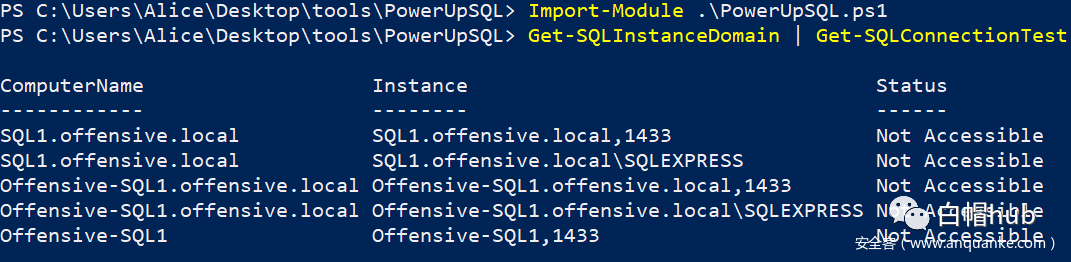 PS C:\Users\Alice\Desktop\tools\PowerUpSQL> Import-Module .\PowerUpSQL.ps1
PS C:\Users\Alice\Desktop\tools\PowerUpSQL> Get-SQLInstanceDomain | Get-SQLConnectionTest
ComputerName Instance Status
------------ -------- ------
SQL1.offensive.local SQL1.offensive.local,1433 Not Accessible
SQL1.offensive.local SQL1.offensive.local\SQLEXPRESS Not Accessible
Offensive-SQL1.offensive.local Offensive-SQL1.offensive.local,1433 Not Accessible
Offensive-SQL1.offensive.local Offensive-SQL1.offensive.local\SQLEXPRESS Not Accessible
Offensive-SQL1 Offensive-SQL1,1433 Not Accessible
白帽hub
安全客 ( www.anquanke.com )